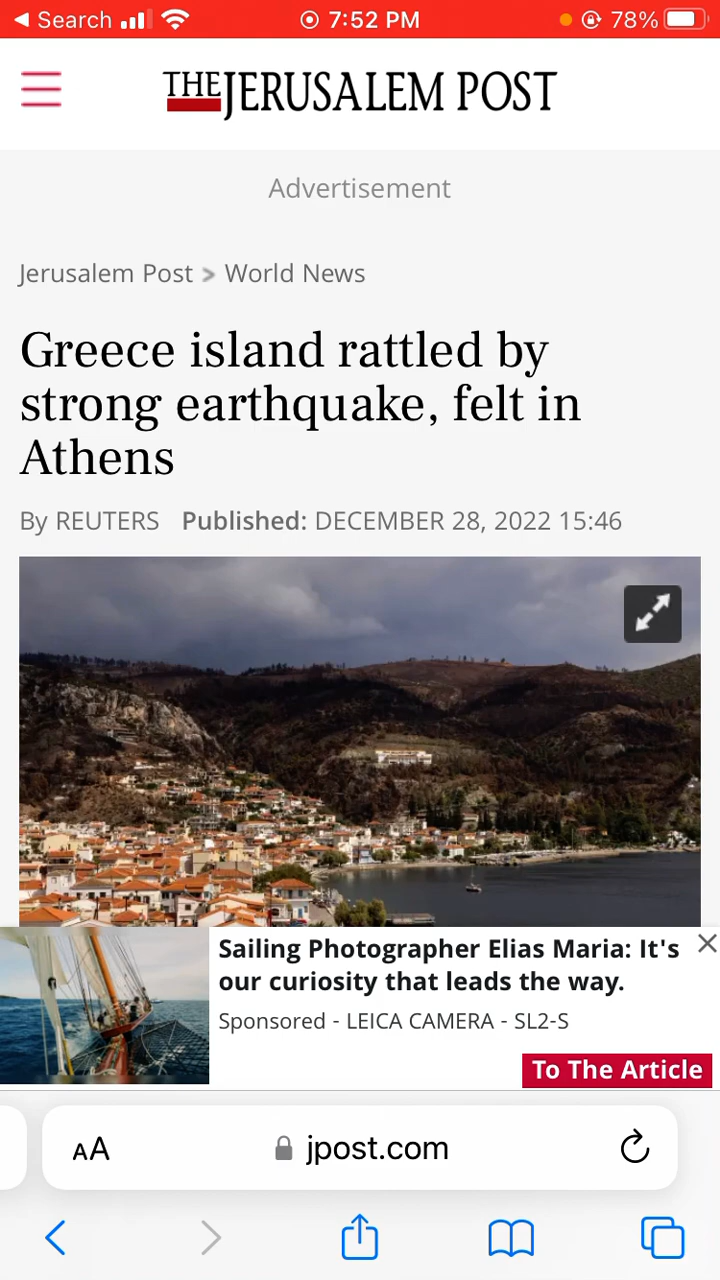 Search 7:52 PM 78%
THE JERUSALEM POST
Advertisement
Jerusalem Post > World News
Greece island rattled by
strong earthquake, felt in
Athens
By REUTERS Published: DECEMBER 28, 2022 15:46
Sailing Photographer Elias Maria: It's
our curiosity that leads the way.
Sponsored - LEICA CAMERA - SL2-S
To The Article
AA jpost.com